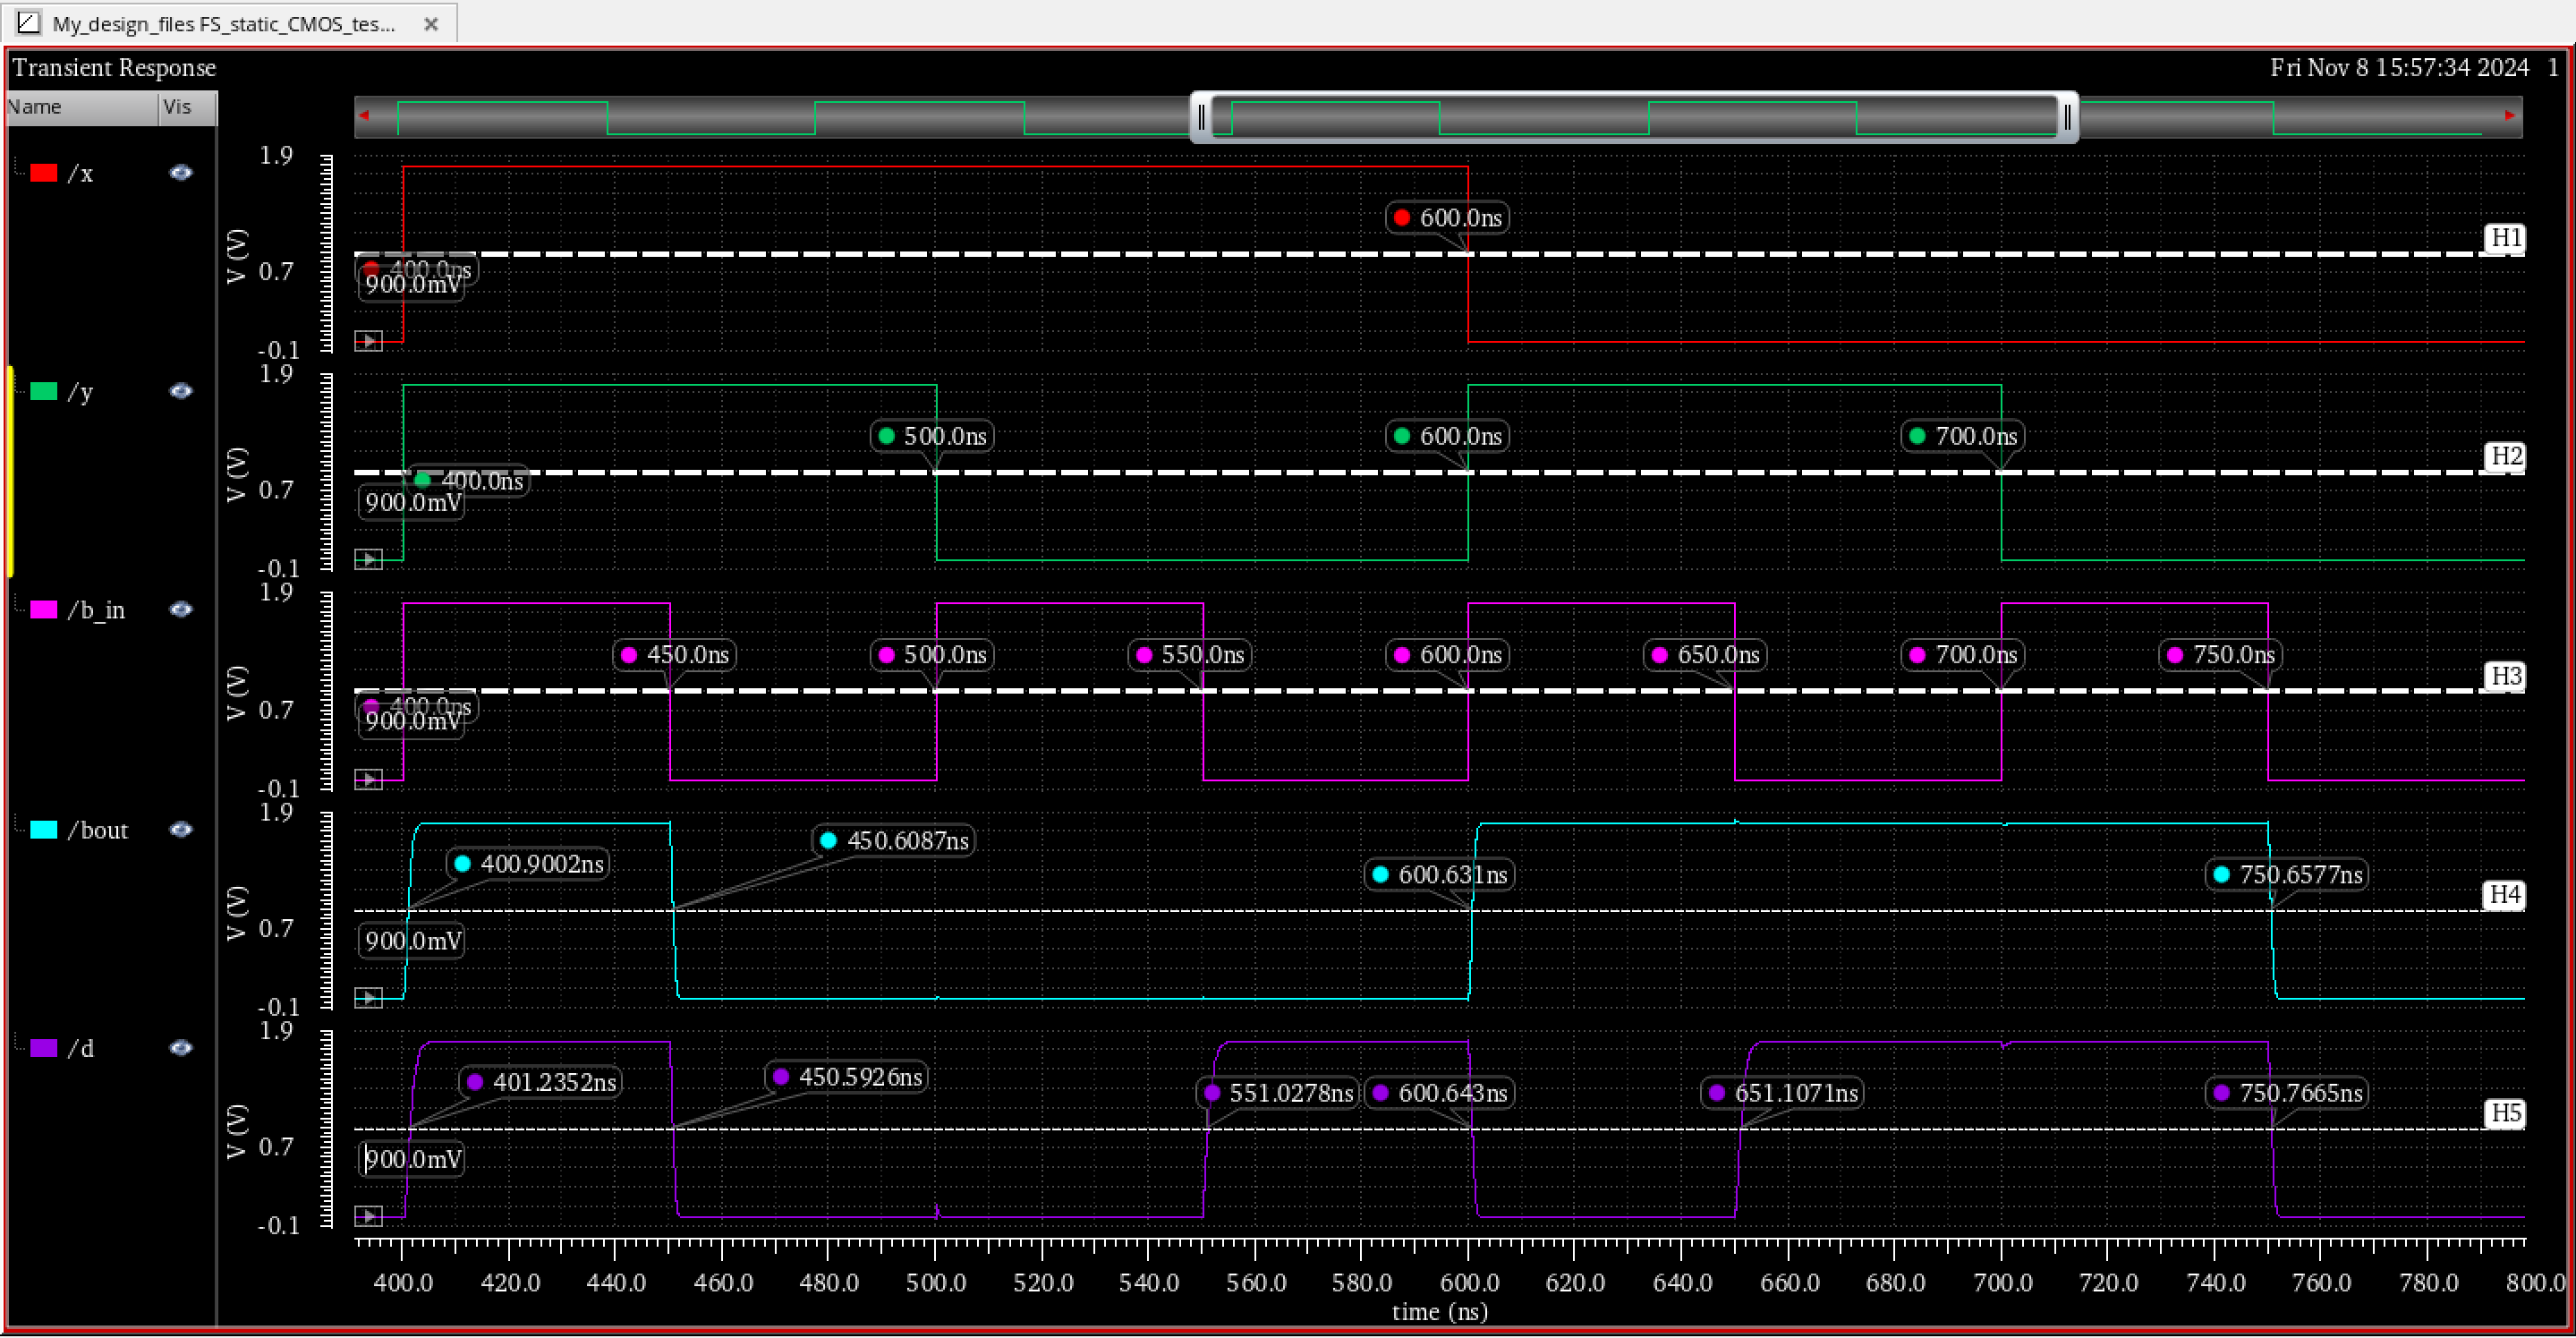 My_design_files FS_static_CMOS_tes...
Transient Response
Fri Nov 8 15:57:34 2024 1
Name Vis
/x
V (V)
1.9
0.7
-0.1
400.0ns
900.0mV
600.0ns
H1
/y
V (V)
1.9
0.7
-0.1
400.0ns
900.0mV
500.0ns
600.0ns
700.0ns
H2
/b_in
V (V)
1.9
0.7
-0.1
400.0ns
900.0mV
450.0ns
500.0ns
550.0ns
600.0ns
650.0ns
700.0ns
750.0ns
H3
/bout
V (V)
1.9
0.7
-0.1
400.9002ns
900.0mV
450.6087ns
600.631ns
750.6577ns
H4
/d
V (V)
1.9
0.7
-0.1
401.2352ns
900.0mV
450.5926ns
551.0278ns
600.643ns
651.1071ns
750.7665ns
H5
400.0 420.0 440.0 460.0 480.0 500.0 520.0 540.0 560.0 580.0 600.0 620.0 640.0 660.0 680.0 700.0 720.0 740.0 760.0 780.0 800.0
time (ns)